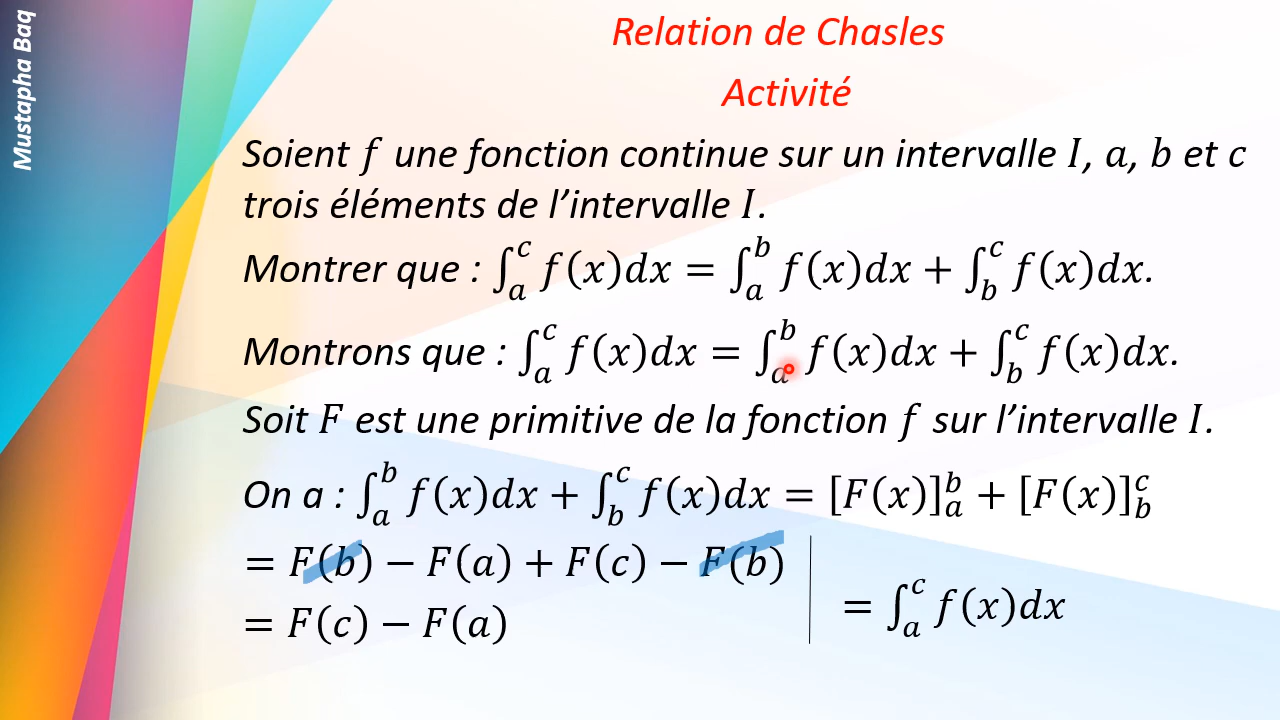 Mustapha Baq
Relation de Chasles
Activité
Soient f une fonction continue sur un intervalle I, a, b et c
trois éléments de l’intervalle I.
Montrer que : ∫_a^c f(x)dx = ∫_a^b f(x)dx + ∫_b^c f(x)dx.
Montrons que : ∫_a^c f(x)dx = ∫_a^b f(x)dx + ∫_b^c f(x)dx.
Soit F est une primitive de la fonction f sur l’intervalle I.
On a : ∫_a^b f(x)dx + ∫_b^c f(x)dx = [F(x)]_a^b + [F(x)]_b^c
= F(b) − F(a) + F(c) − F(b)
= F(c) − F(a)
= ∫_a^c f(x)dx